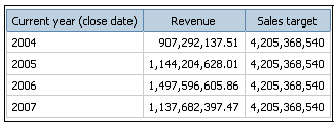 Current year (close date) Revenue Sales target
2004 907,292,137.51 4,205,368,540
2005 1,144,204,628.01 4,205,368,540
2006 1,497,596,605.86 4,205,368,540
2007 1,137,682,397.47 4,205,368,540